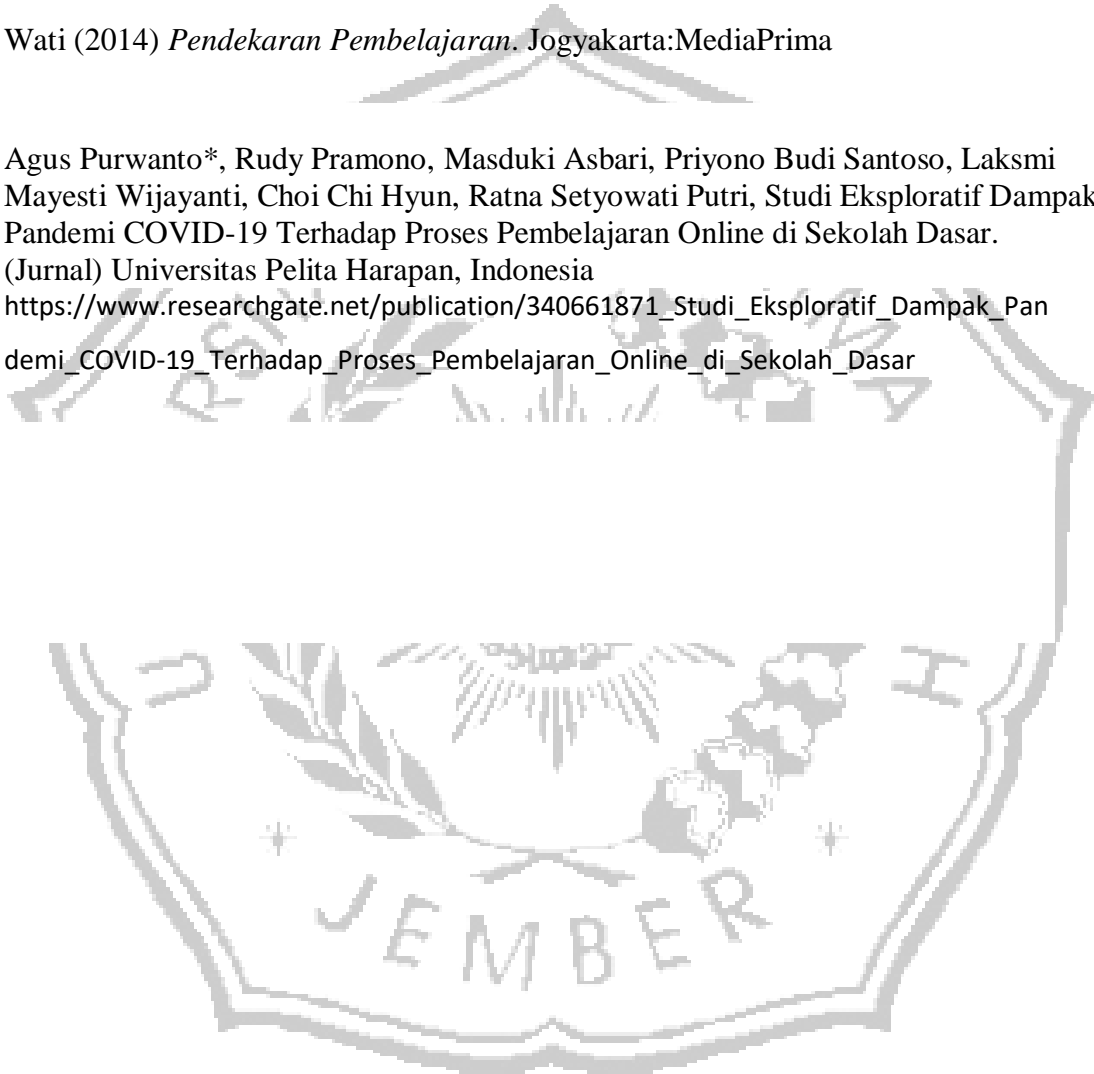 Wati (2014) Pendekaran Pembelajaran. Jogyakarta:MediaPrima
Agus Purwanto*, Rudy Pramono, Masduki Asbari, Priyono Budi Santoso, Laksmi
Mayesti Wijayanti, Choi Chi Hyun, Ratna Setyowati Putri, Studi Eksploratif Dampak
Pandemi COVID-19 Terhadap Proses Pembelajaran Online di Sekolah Dasar.
(Jurnal) Universitas Pelita Harapan, Indonesia
https://www.researchgate.net/publication/340661871_Studi_Eksploratif_Dampak_Pan
demi_COVID-19_Terhadap_Proses_Pembelajaran_Online_di_Sekolah_Dasar
JEMBER